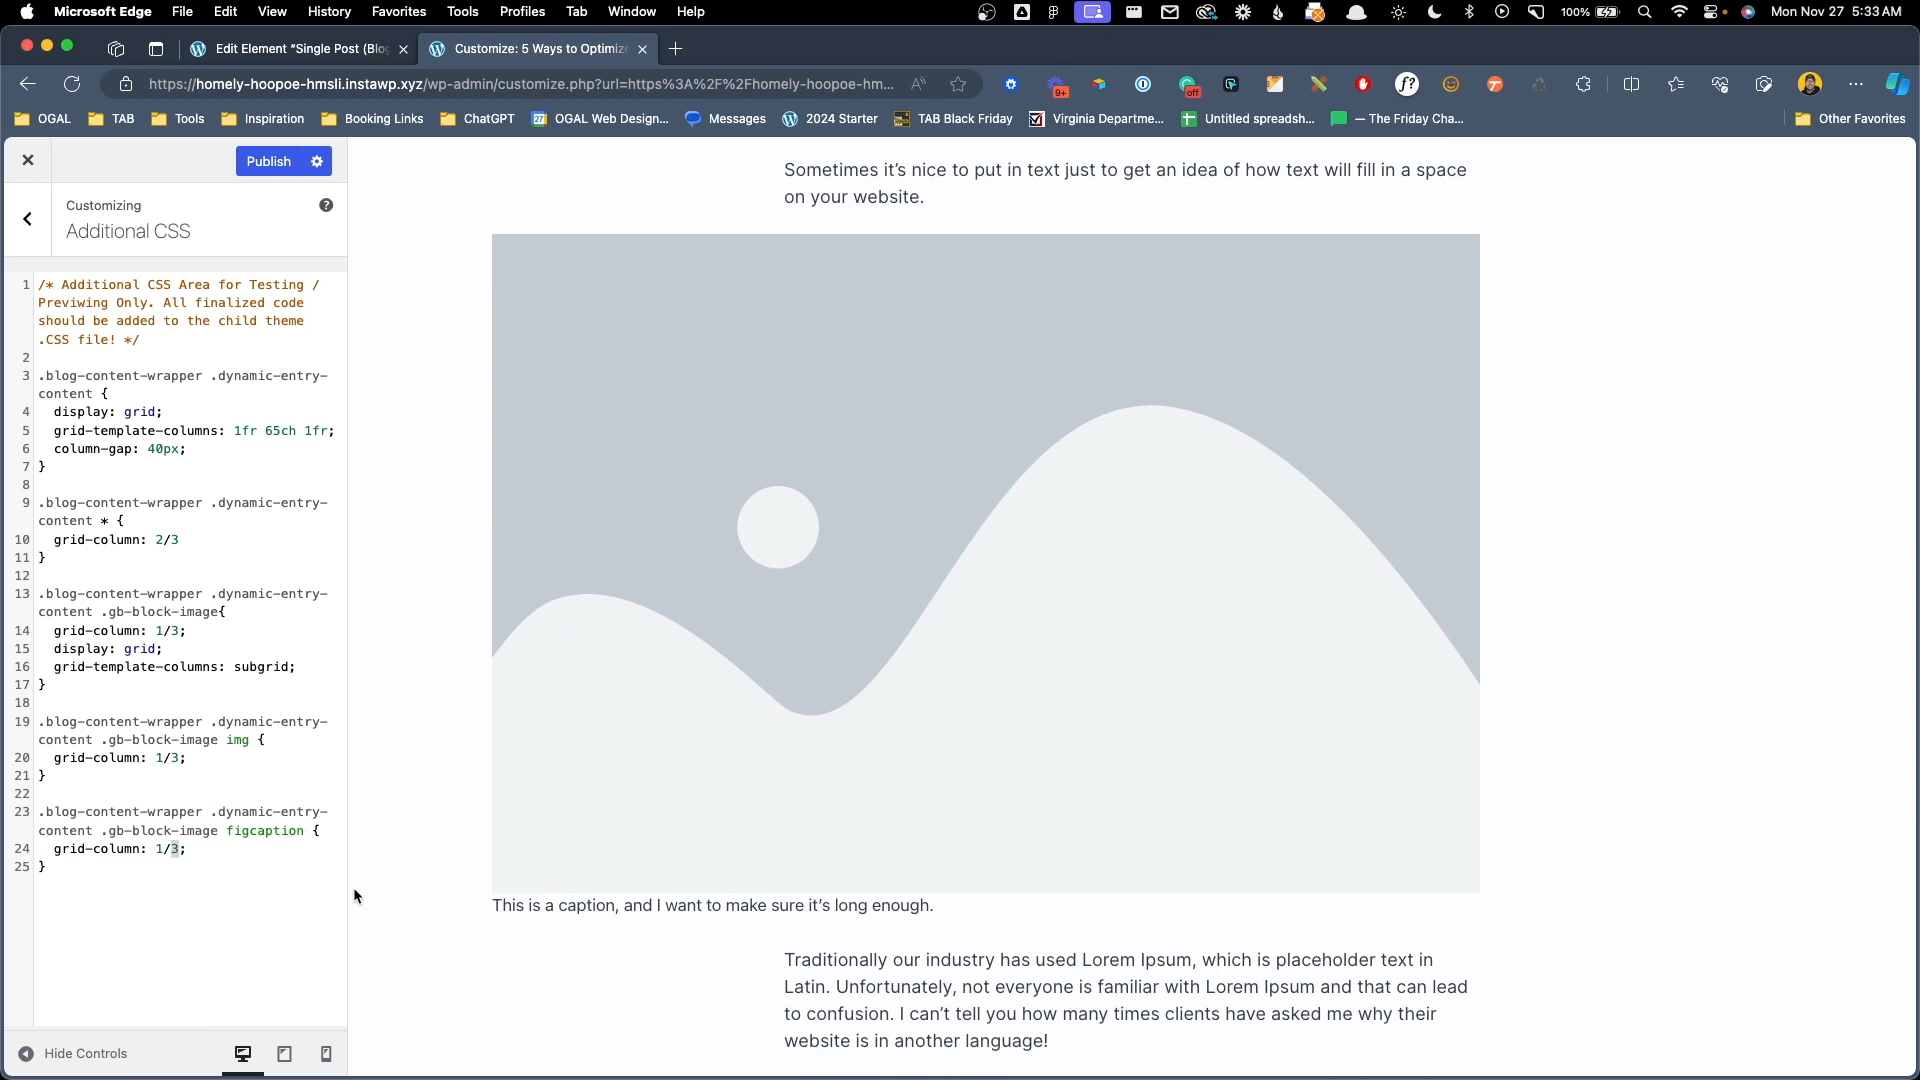 Microsoft Edge File Edit View History Favorites Tools Profiles Tab Window Help 100% Mon Nov 27 5:33 AM
Edit Element "Single Post (Blog
Customize: 5 Ways to Optimize
https://homely-hoopoe-hmsli.instawp.xyz/wp-admin/customize.php?url=https%3A%2F%2Fhomely-hoopoe-hm...
9+ off f?
OGAL TAB Tools Inspiration Booking Links ChatGPT 27 OGAL Web Design... Messages 2024 Starter TAB Black Friday Virginia Departme... Untitled spreadsh... — The Friday Cha... Other Favorites
Publish
Customizing
Additional CSS
1 /* Additional CSS Area for Testing /
Previwing Only. All finalized code
should be added to the child theme
.CSS file! */
2
3 .blog-content-wrapper .dynamic-entry-
content {
4 display: grid;
5 grid-template-columns: 1fr 65ch 1fr;
6 column-gap: 40px;
7 }
8
9 .blog-content-wrapper .dynamic-entry-
content * {
10 grid-column: 2/3
11 }
12
13 .blog-content-wrapper .dynamic-entry-
content .gb-block-image{
14 grid-column: 1/3;
15 display: grid;
16 grid-template-columns: subgrid;
17 }
18
19 .blog-content-wrapper .dynamic-entry-
content .gb-block-image img {
20 grid-column: 1/3;
21 }
22
23 .blog-content-wrapper .dynamic-entry-
content .gb-block-image figcaption {
24 grid-column: 1/3;
25 }
Hide Controls
Sometimes it's nice to put in text just to get an idea of how text will fill in a space
on your website.
This is a caption, and I want to make sure it's long enough.
Traditionally our industry has used Lorem Ipsum, which is placeholder text in
Latin. Unfortunately, not everyone is familiar with Lorem Ipsum and that can lead
to confusion. I can't tell you how many times clients have asked me why their
website is in another language!